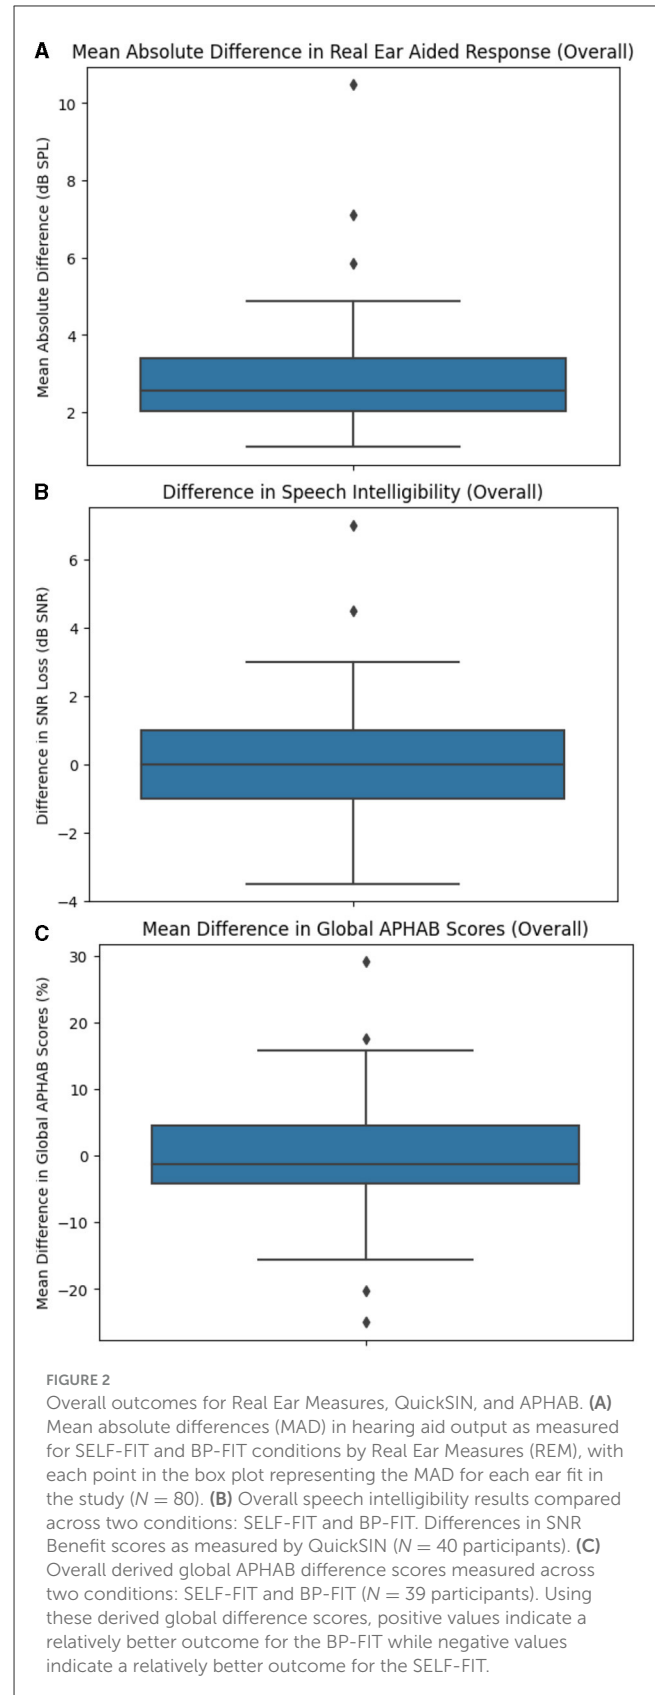 A Mean Absolute Difference in Real Ear Aided Response (Overall)
Mean Absolute Difference (dB SPL)
10
8
6
4
2
B Difference in Speech Intelligibility (Overall)
Difference in SNR Loss (dB SNR)
6
4
2
0
−2
−4
C Mean Difference in Global APHAB Scores (Overall)
Mean Difference in Global APHAB Scores (%)
30
20
10
0
−10
−20
FIGURE 2
Overall outcomes for Real Ear Measures, QuickSIN, and APHAB. (A)
Mean absolute differences (MAD) in hearing aid output as measured
for SELF-FIT and BP-FIT conditions by Real Ear Measures (REM), with
each point in the box plot representing the MAD for each ear fit in
the study (N = 80). (B) Overall speech intelligibility results compared
across two conditions: SELF-FIT and BP-FIT. Differences in SNR
Benefit scores as measured by QuickSIN (N = 40 participants). (C)
Overall derived global APHAB difference scores measured across
two conditions: SELF-FIT and BP-FIT (N = 39 participants). Using
these derived global difference scores, positive values indicate a
relatively better outcome for the BP-FIT while negative values
indicate a relatively better outcome for the SELF-FIT.